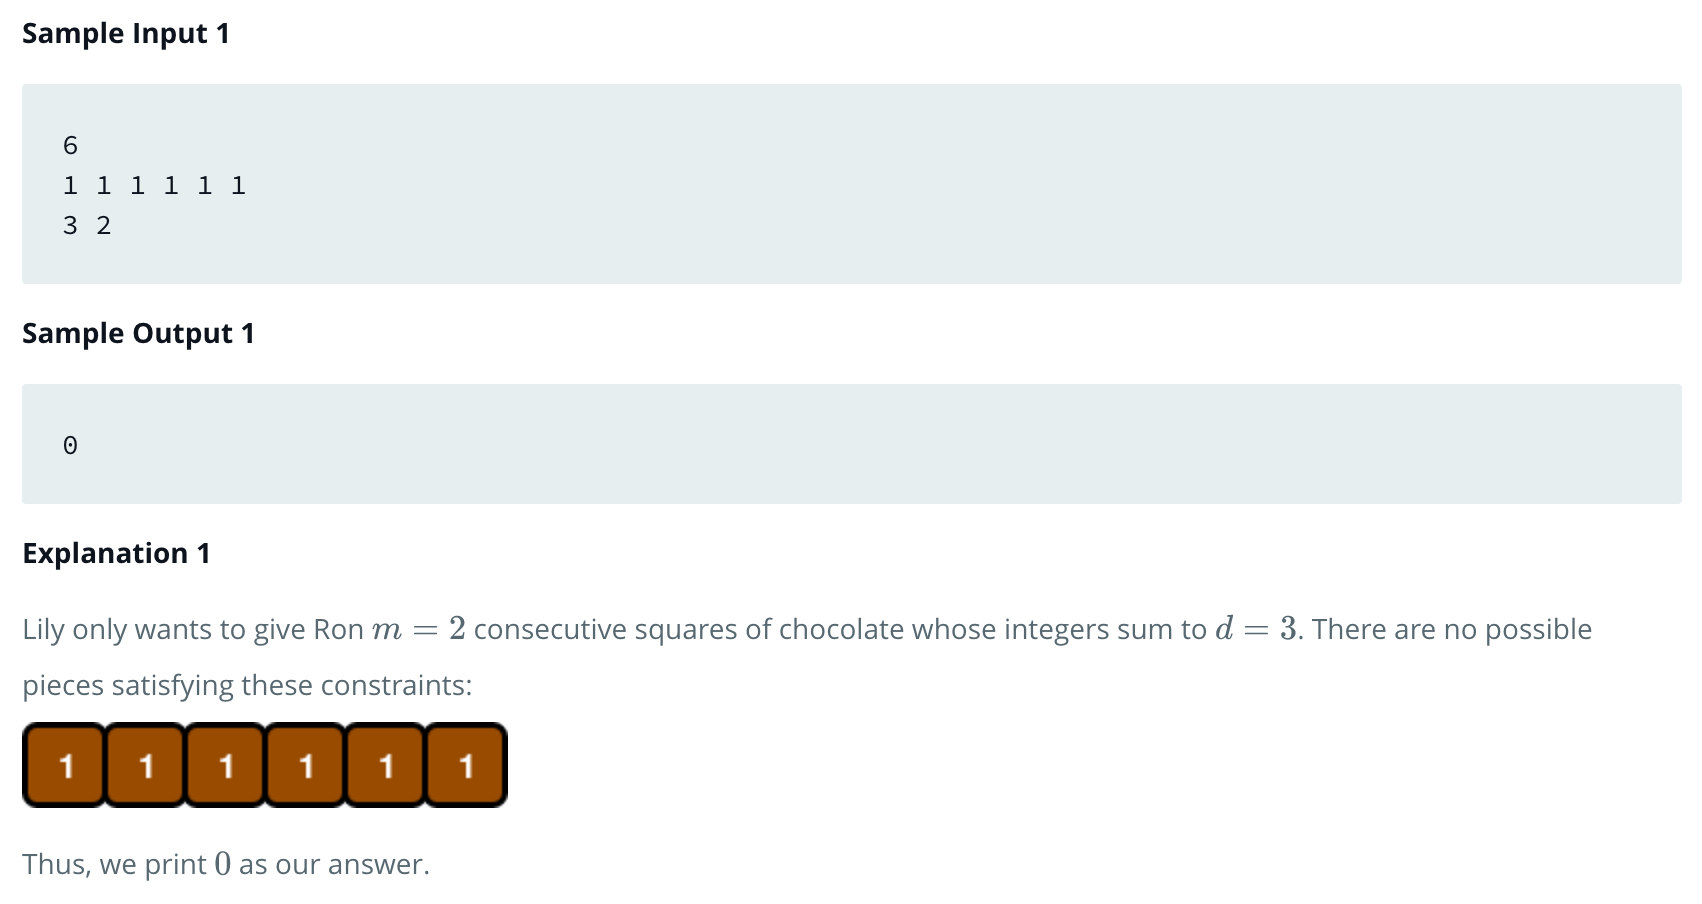 Sample Input 1
6
1 1 1 1 1 1
3 2
Sample Output 1
0
Explanation 1
Lily only wants to give Ron m = 2 consecutive squares of chocolate whose integers sum to d = 3. There are no possible
pieces satisfying these constraints:
1 1 1 1 1 1
Thus, we print 0 as our answer.